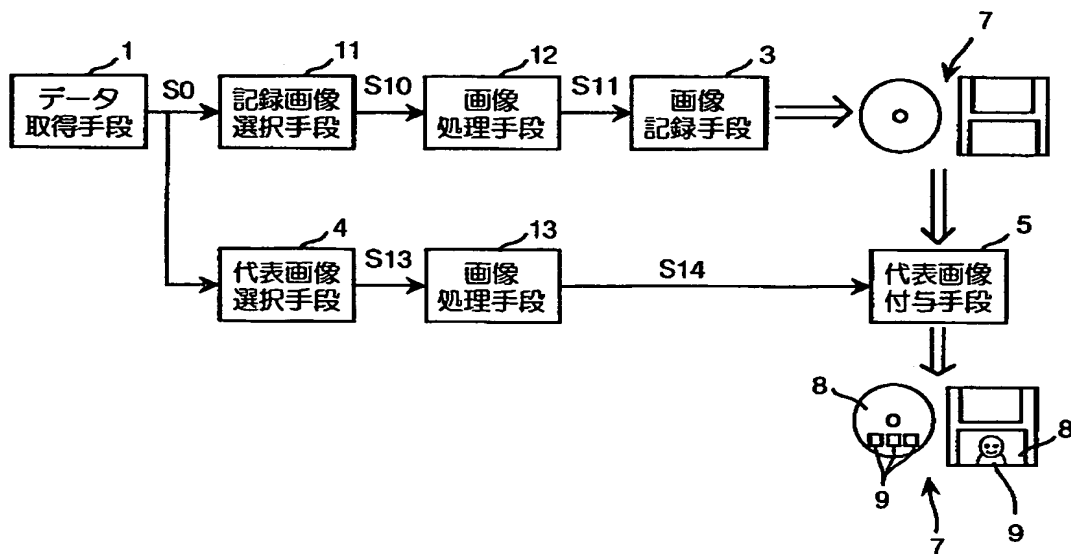 1
データ
取得手段
S0
11
記録画像
選択手段
S10
12
画像
処理手段
S11
3
画像
記録手段
7
4
代表画像
選択手段
S13
13
画像
処理手段
S14
5
代表画像
付与手段
8
9
8
9
7